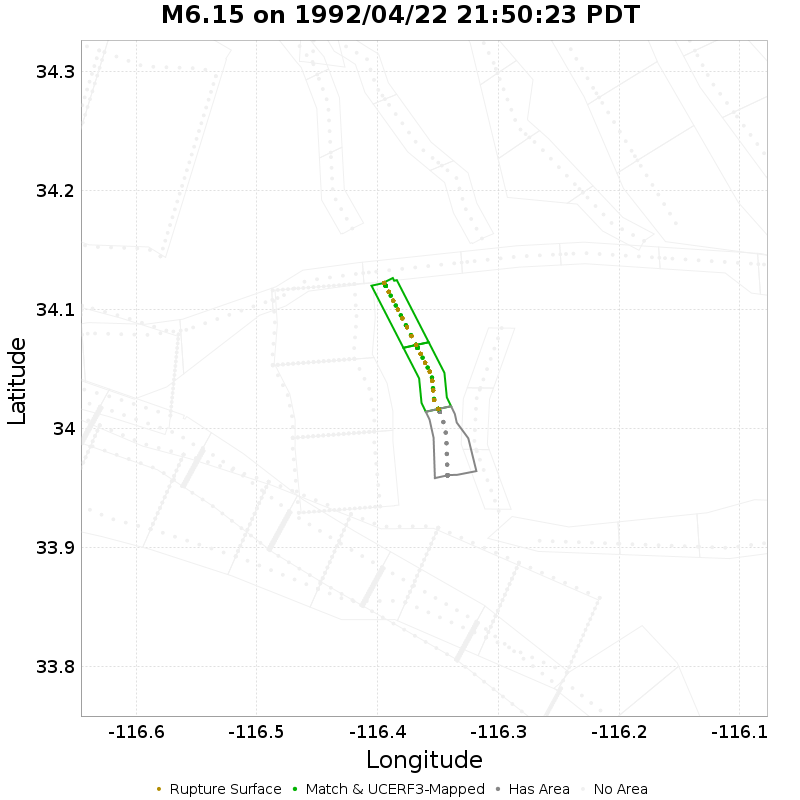 M6.15 on 1992/04/22 21:50:23 PDT
34.3
34.2
34.1
34
33.9
33.8
Latitude
-116.6
-116.5
-116.4
-116.3
-116.2
-116.1
Longitude
Rupture Surface
Match & UCERF3-Mapped
Has Area
No Area